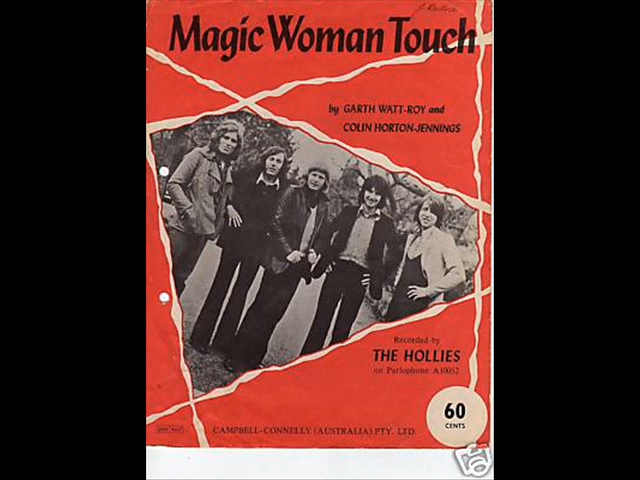 Magic Woman Touch
by GARTH WATT-ROY and
COLIN HORTON-JENNINGS
Recorded by
THE HOLLIES
on Parlophone A10052
60
CENTS
CAMPBELL-CONNELLY (AUSTRALIA) PTY. LTD.